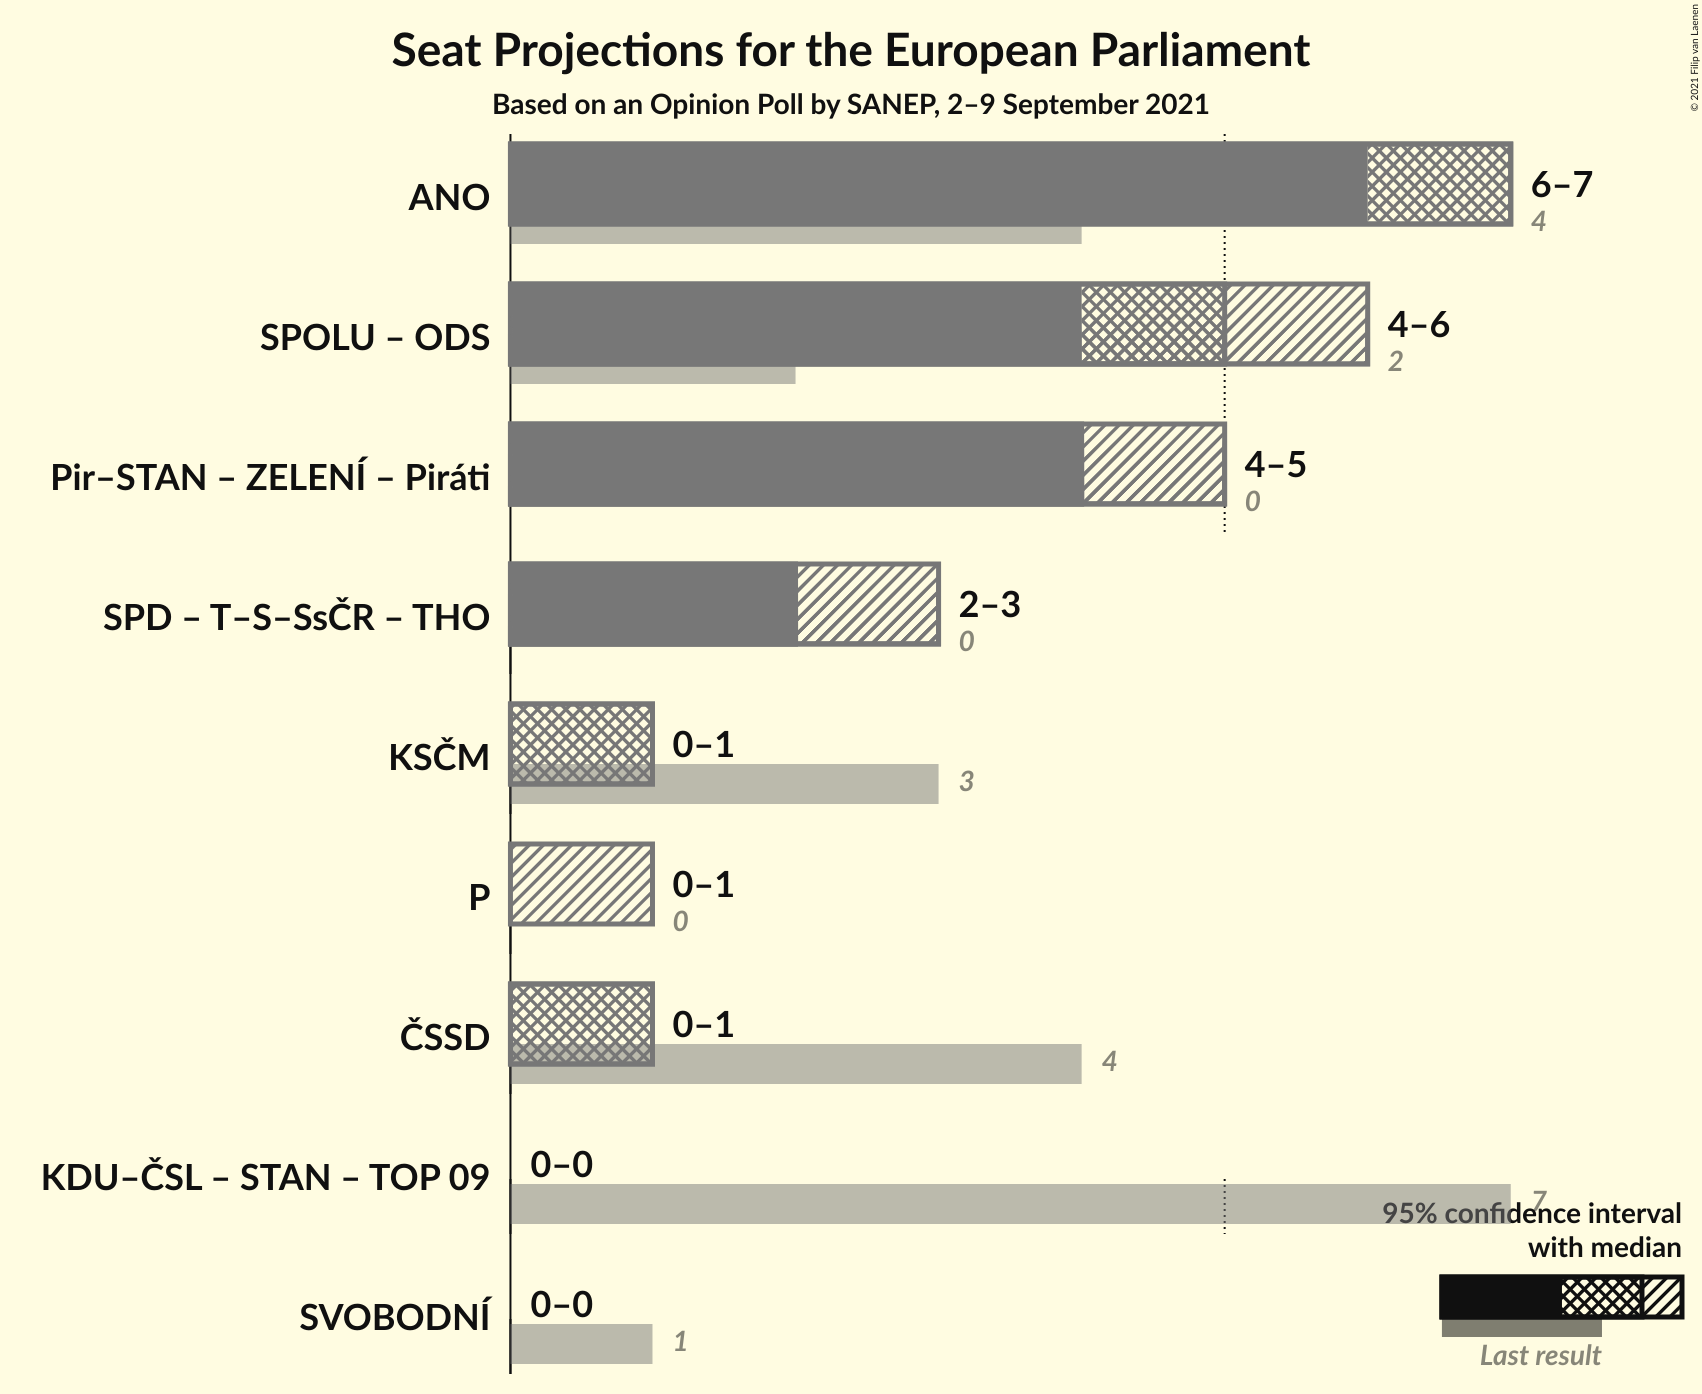 Seat Projections for the European Parliament
Based on an Opinion Poll by SANEP, 2–9 September 2021
© 2021 Filip van Laenen
ANO
6–7
4
SPOLU – ODS
4–6
2
Pir–STAN – ZELENÍ – Piráti
4–5
0
SPD – T–S–SsČR – THO
2–3
0
KSČM
0–1
3
P
0–1
0
ČSSD
0–1
4
KDU–ČSL – STAN – TOP 09
0–0
7
SVOBODNÍ
0–0
1
95% confidence interval
with median
Last result